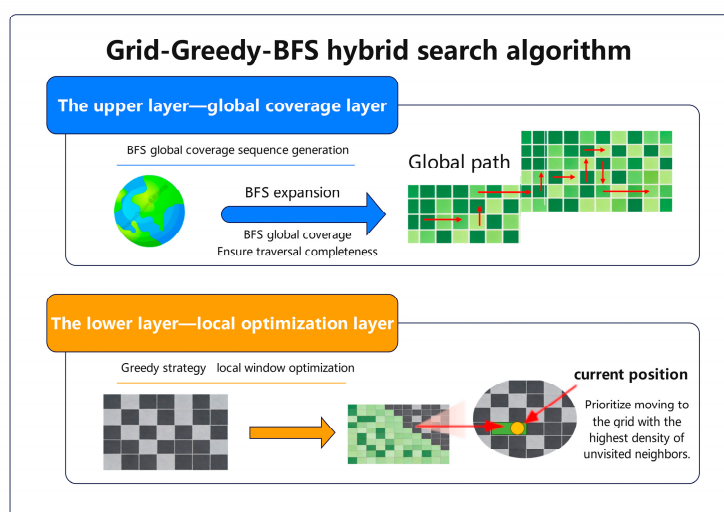 Grid-Greedy-BFS hybrid search algorithm
The upper layer—global coverage layer
BFS global coverage sequence generation
Global path
BFS expansion
BFS global coverage
Ensure traversal completeness
The lower layer—local optimization layer
Greedy strategy local window optimization
current position
Prioritize moving to
the grid with the
highest density of
unvisited neighbors.